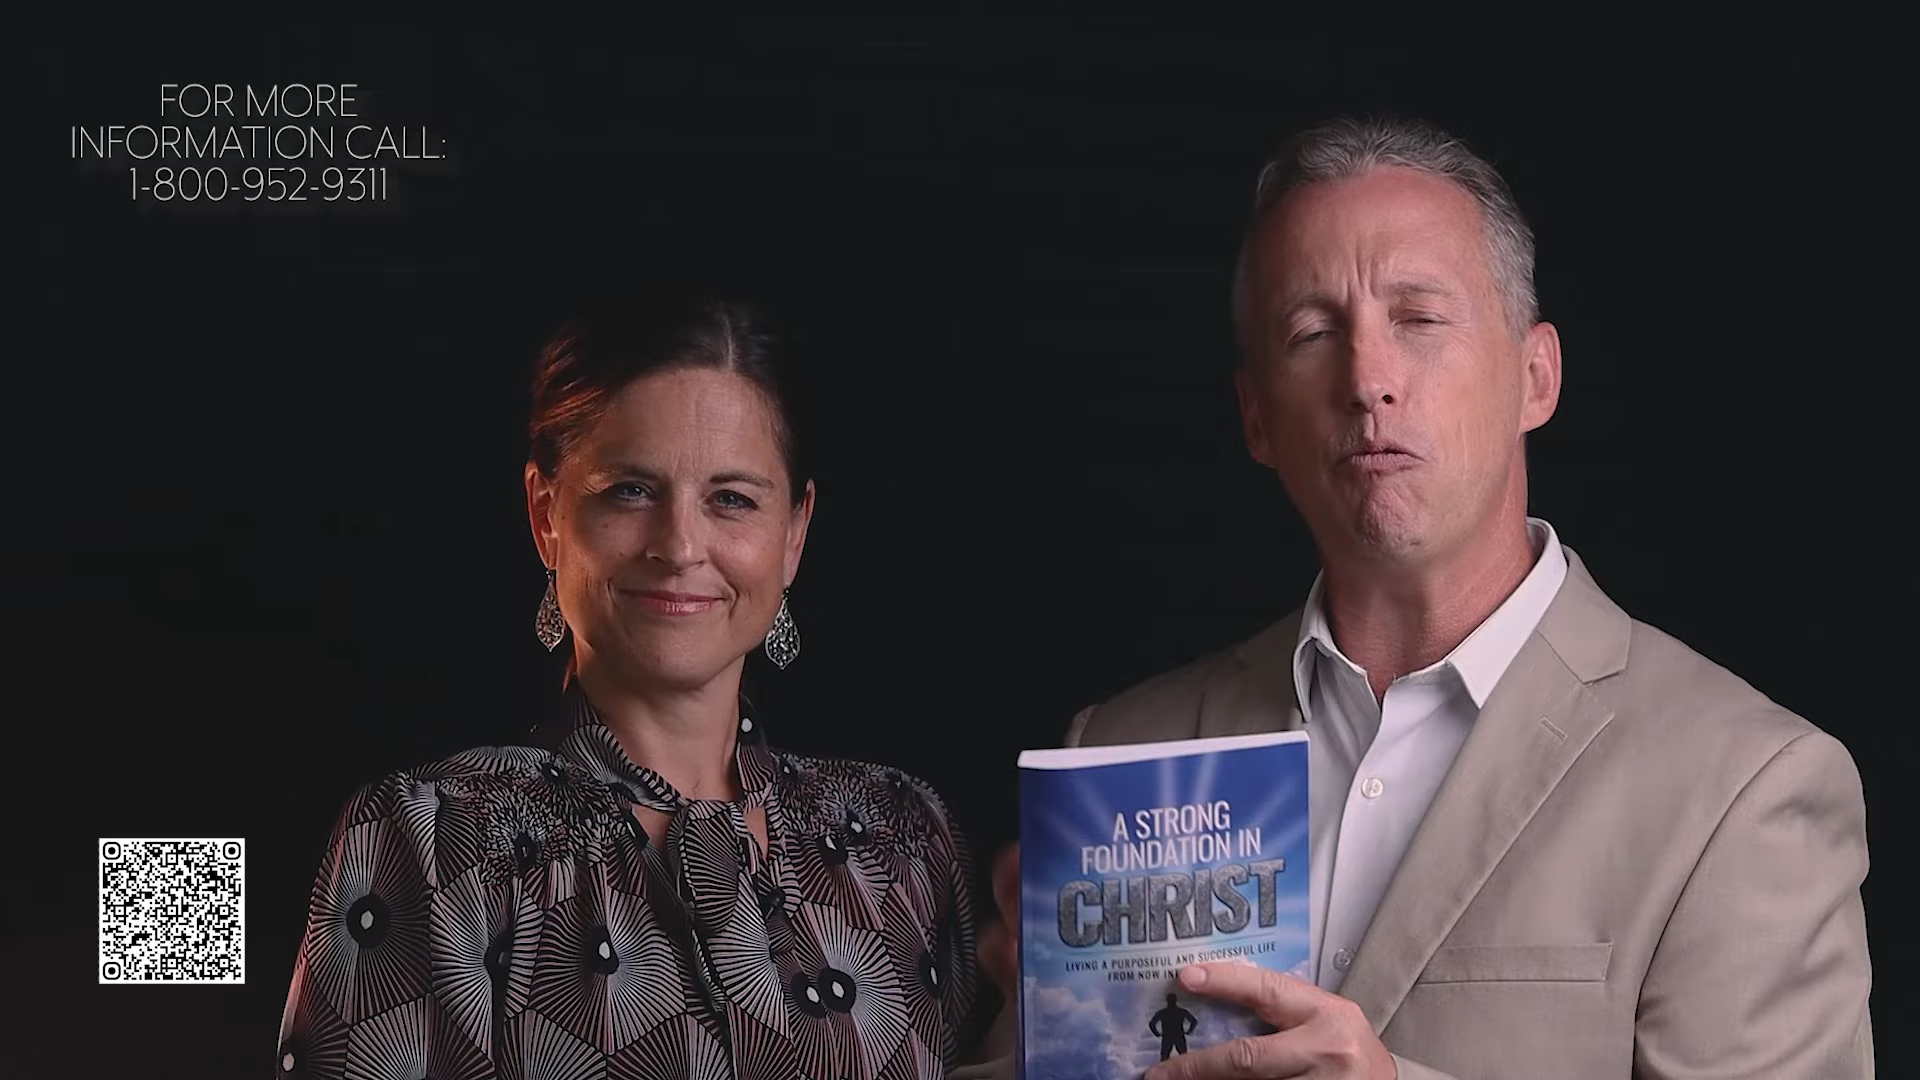 FOR MORE
INFORMATION CALL:
1-800-952-9311
A STRONG
FOUNDATION IN
CHRIST
LIVING A PURPOSEFUL AND SUCCESSFUL LIFE
FROM NOW